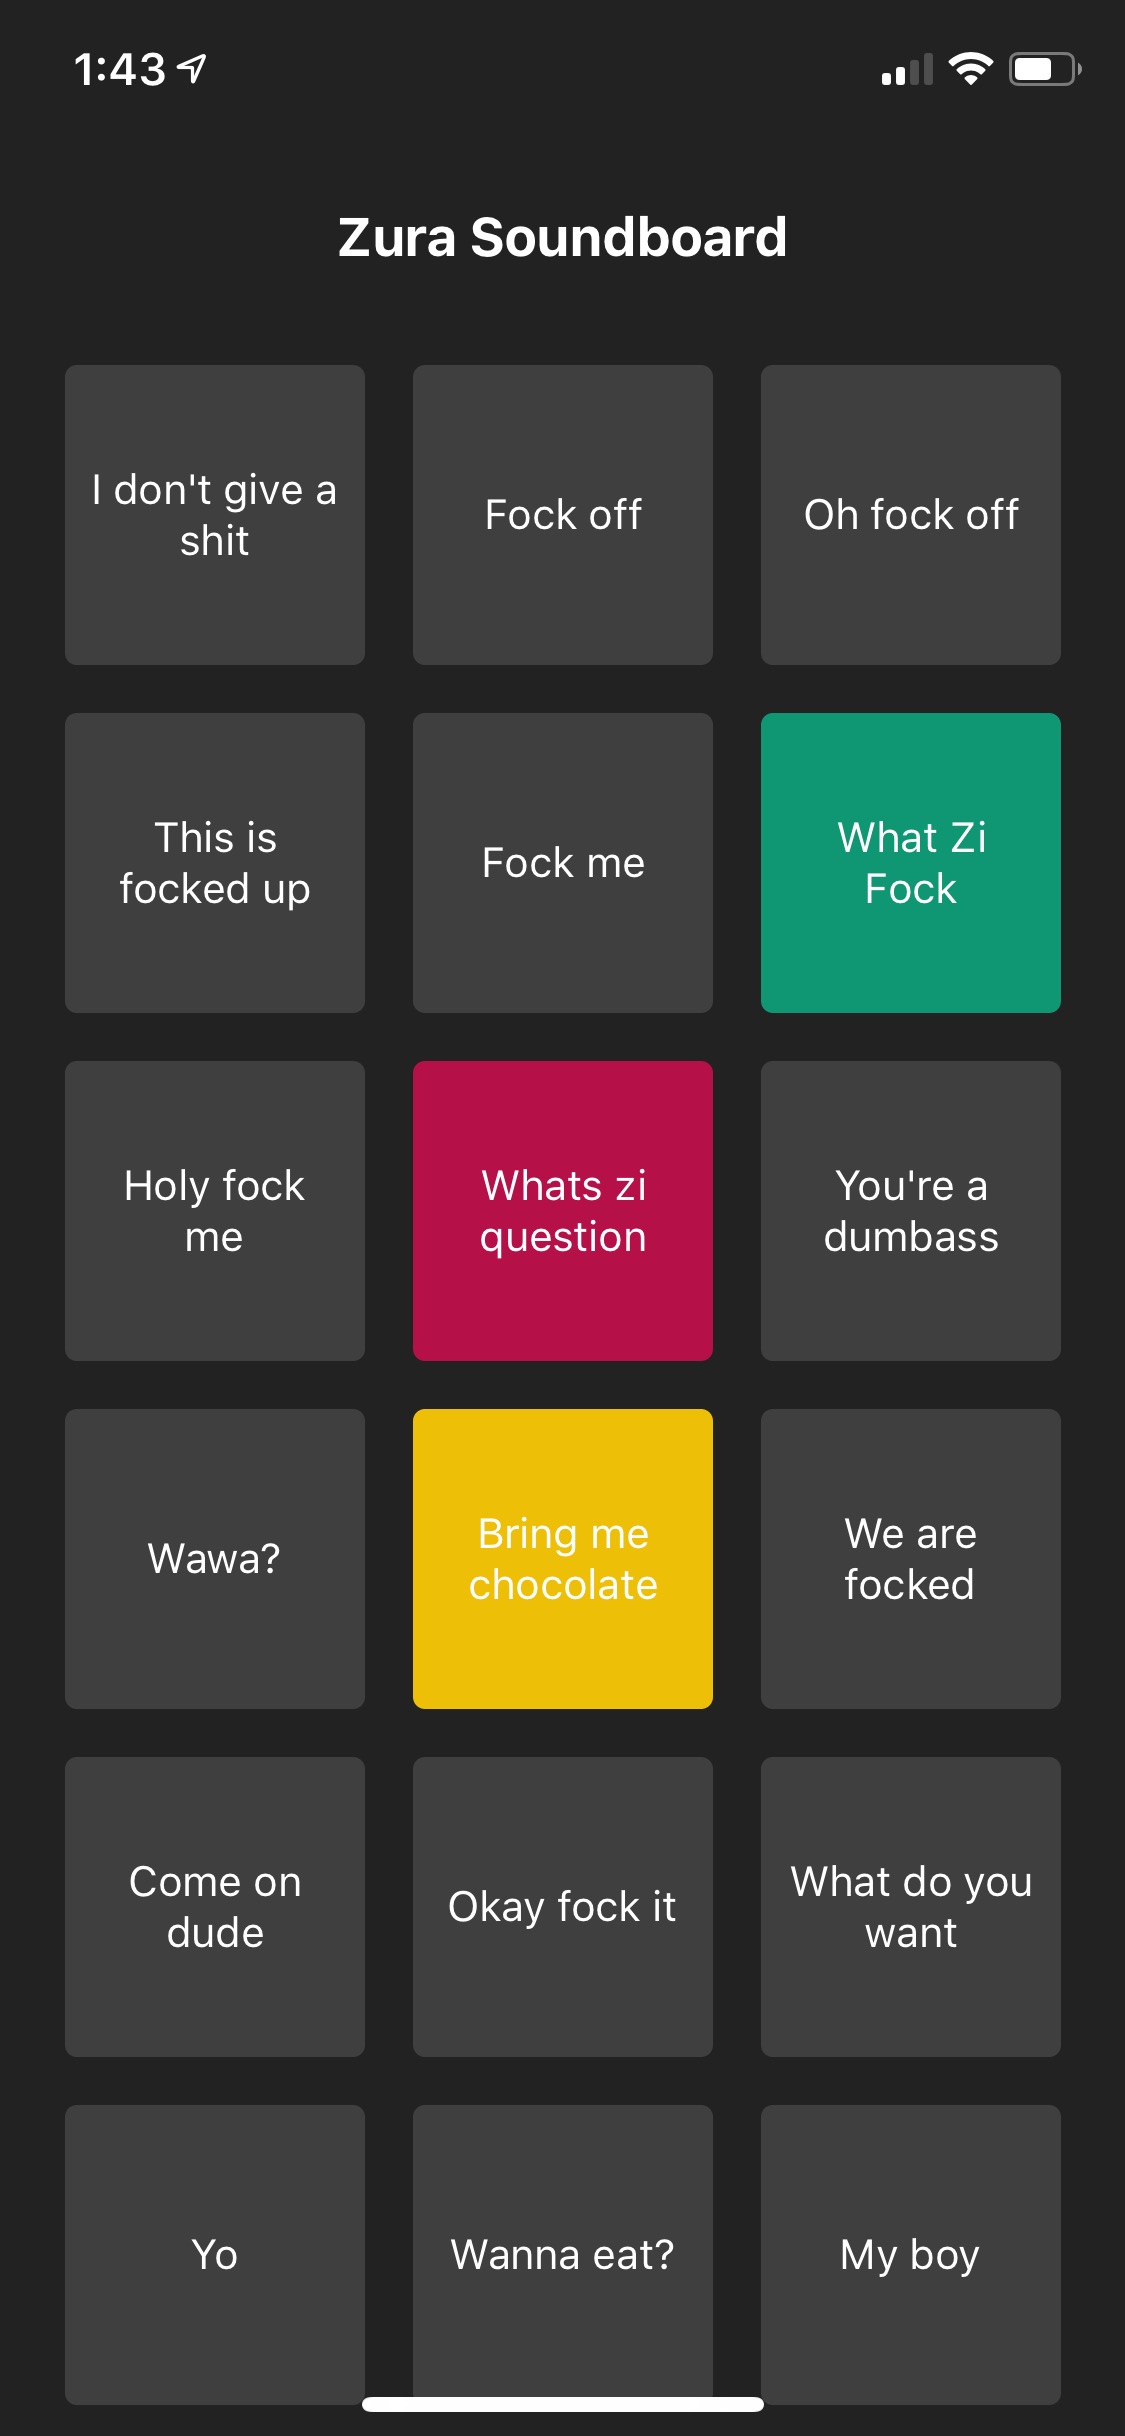 1:43
Zura Soundboard
I don't give a
shit
Fock off
Oh fock off
This is
focked up
Fock me
What Zi
Fock
Holy fock
me
Whats zi
question
You're a
dumbass
Wawa?
Bring me
chocolate
We are
focked
Come on
dude
Okay fock it
What do you
want
Yo
Wanna eat?
My boy